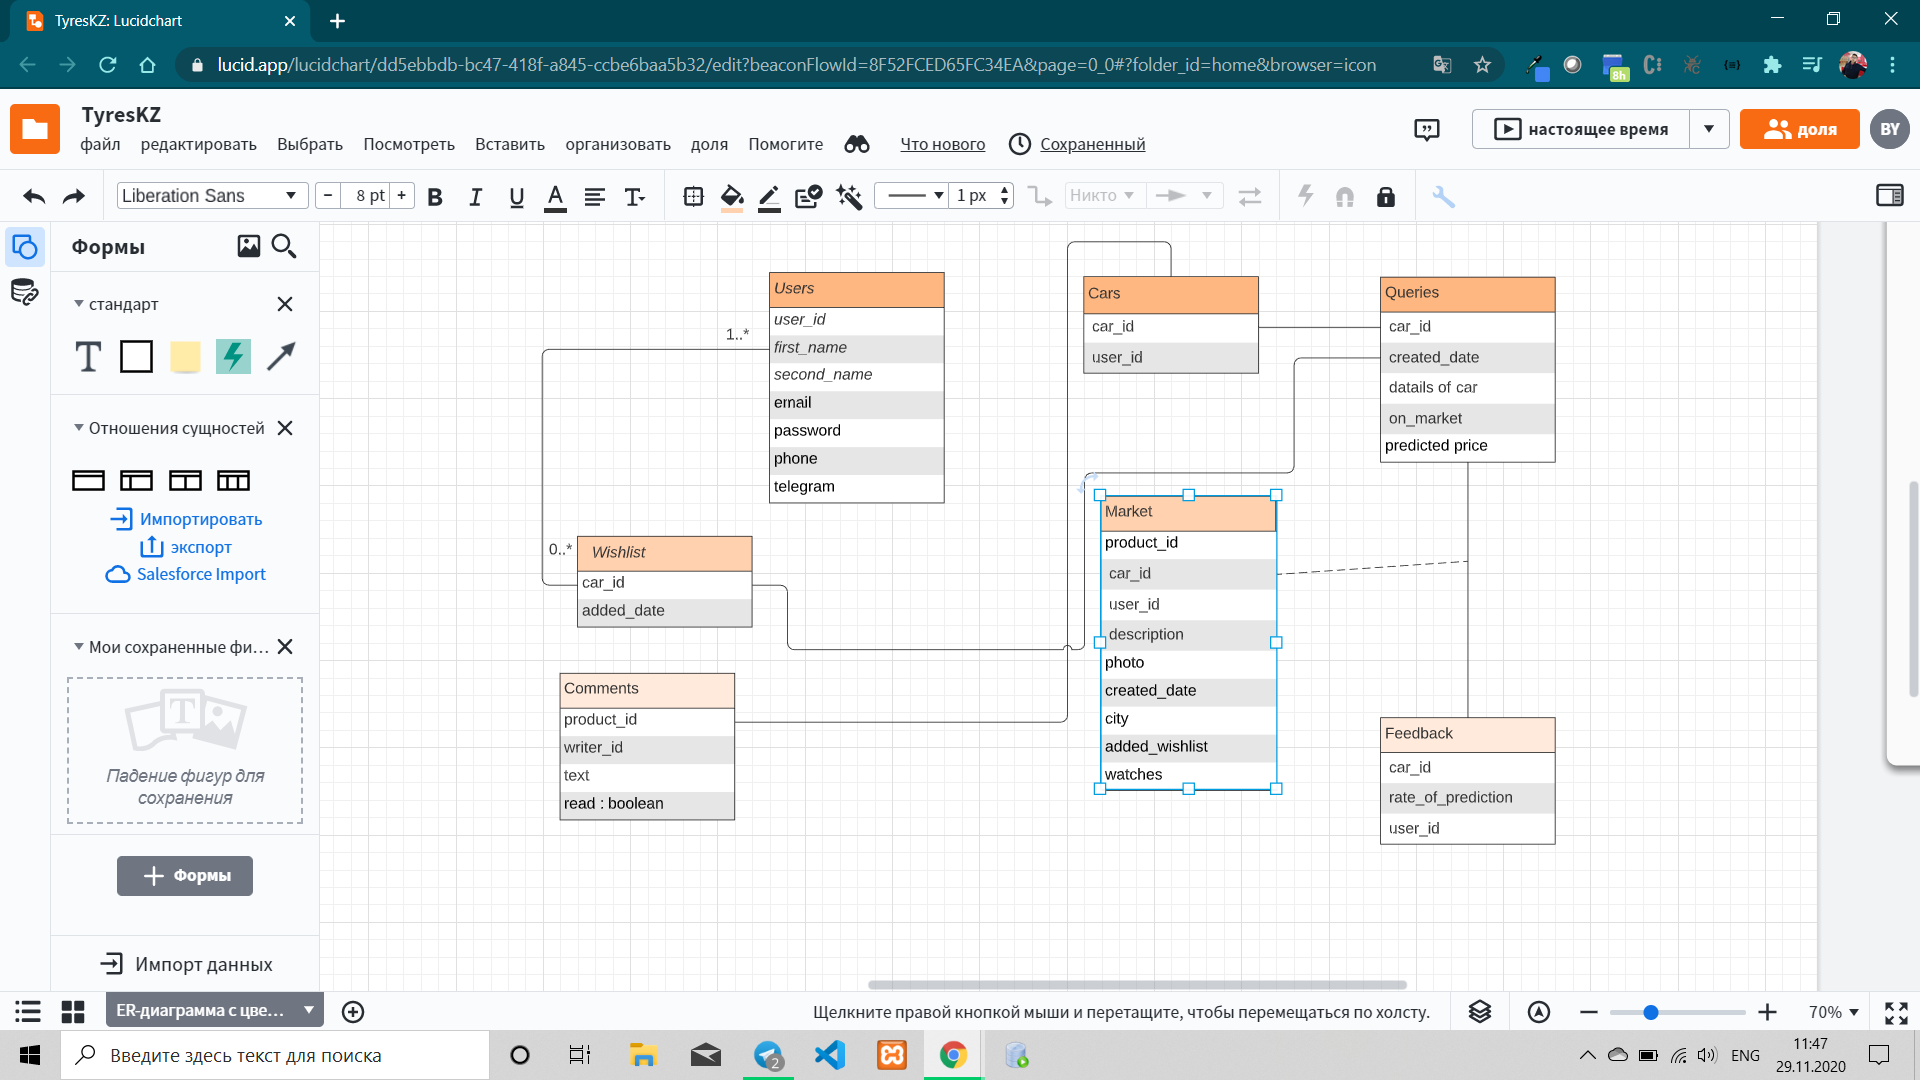 TyresKZ: Lucidchart
lucid.app/lucidchart/dd5ebbdb-bc47-418f-a845-ccbe6baa5b32/edit?beaconFlowId=8F52FCED65FC34EA&page=0_0#?folder_id=home&browser=icon
8h
TyresKZ
файл редактировать Выбрать Посмотреть Вставить организовать доля Помогите Что нового Сохраненный
настоящее время
доля
BY
Liberation Sans
8 pt
B I U A T
1 px
Никто
Формы
стандарт
T
Отношения сущностей
Импортировать
экспорт
Salesforce Import
Мои сохраненные фи...
T
Падение фигур для
сохранения
Формы
Импорт данных
Users
user_id
first_name
second_name
email
password
phone
telegram
1..*
0..*
Wishlist
car_id
added_date
Comments
product_id
writer_id
text
read : boolean
Cars
car_id
user_id
Queries
car_id
created_date
datails of car
on_market
predicted price
Market
product_id
car_id
user_id
description
photo
created_date
city
added_wishlist
watches
Feedback
car_id
rate_of_prediction
user_id
ER-диаграмма с цве...
Щелкните правой кнопкой мыши и перетащите, чтобы перемещаться по холсту.
70%
Введите здесь текст для поиска
2
ENG
11:47
29.11.2020